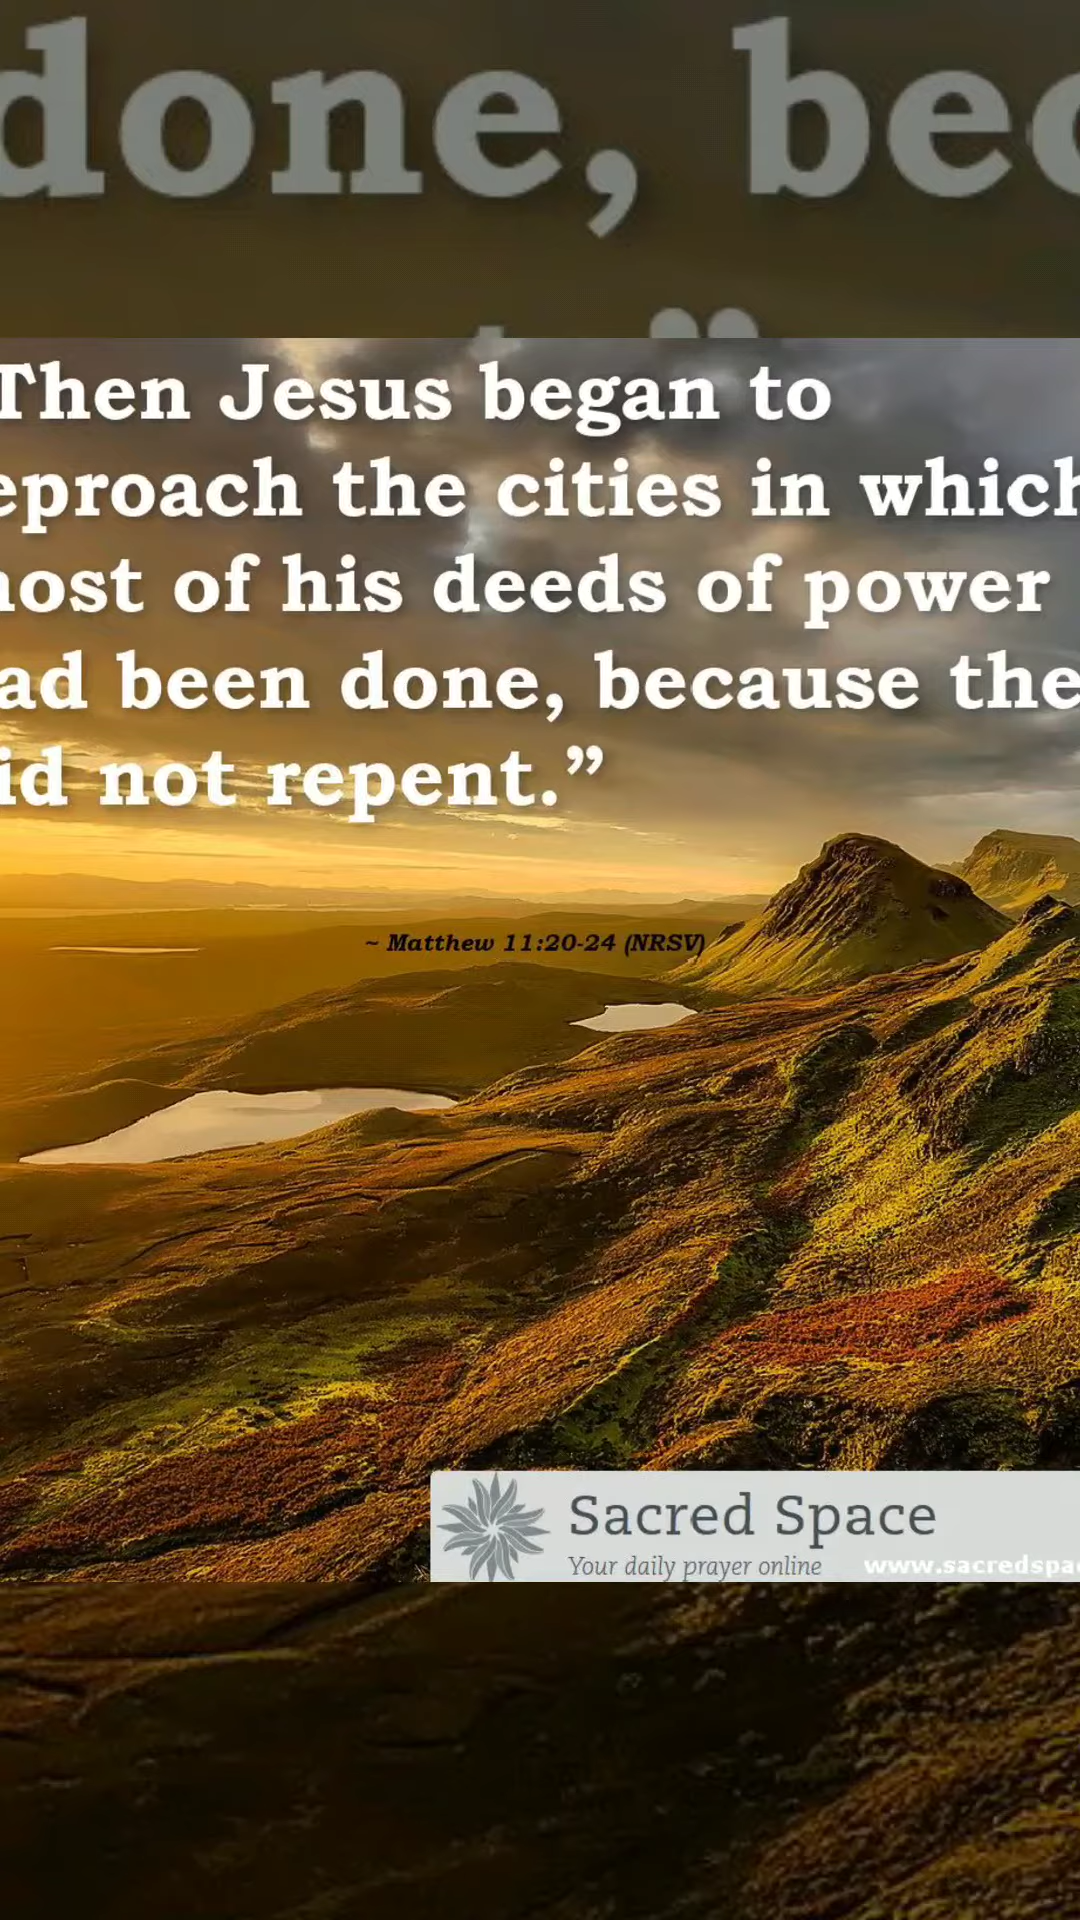 done, bec
Then Jesus began to
eproach the cities in which
ost of his deeds of power
ad been done, because the
id not repent.”
~ Matthew 11:20-24 (NRSV)
Sacred Space
Your daily prayer online
www.sacredspa